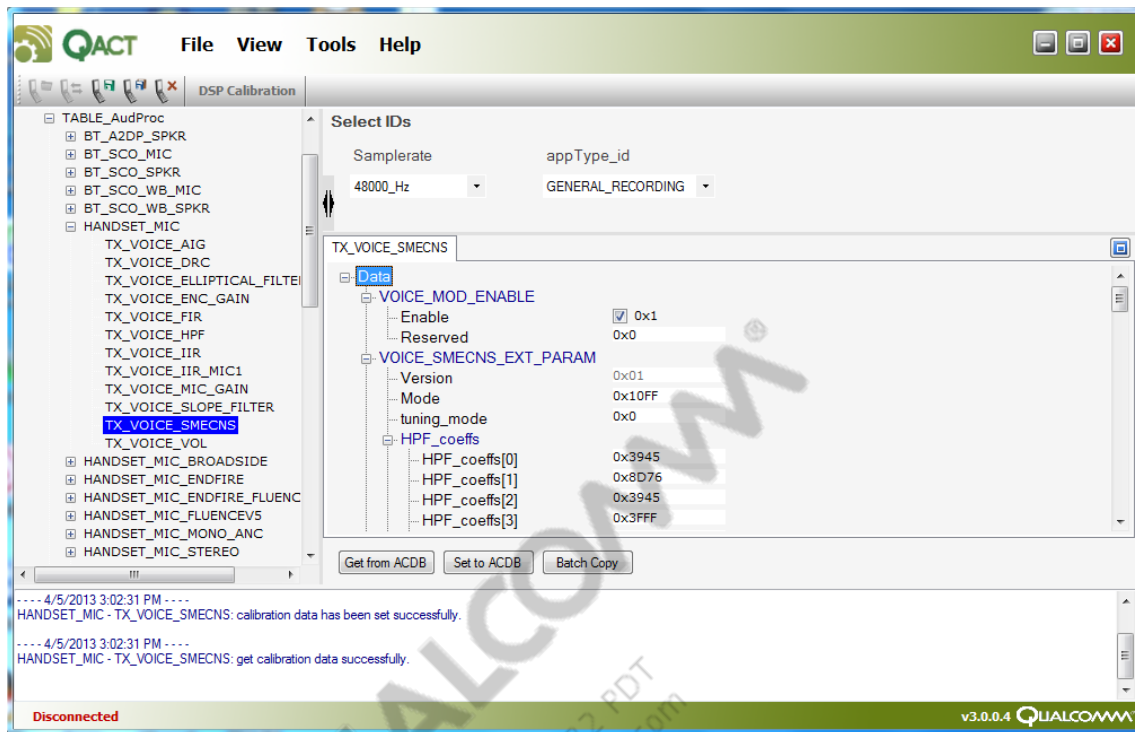 QACT File View Tools Help
DSP Calibration
TABLE_AudProc
BT_A2DP_SPKR
BT_SCO_MIC
BT_SCO_SPKR
BT_SCO_WB_MIC
BT_SCO_WB_SPKR
HANDSET_MIC
TX_VOICE_AIG
TX_VOICE_DRC
TX_VOICE_ELLIPTICAL_FILTE
TX_VOICE_ENC_GAIN
TX_VOICE_FIR
TX_VOICE_HPF
TX_VOICE_IIR
TX_VOICE_IIR_MIC1
TX_VOICE_MIC_GAIN
TX_VOICE_SLOPE_FILTER
TX_VOICE_SMECNS
TX_VOICE_VOL
HANDSET_MIC_BROADSIDE
HANDSET_MIC_ENDFIRE
HANDSET_MIC_ENDFIRE_FLUENC
HANDSET_MIC_FLUENCEV5
HANDSET_MIC_MONO_ANC
HANDSET_MIC_STEREO
Select IDs
Samplerate appType_id
48000_Hz GENERAL_RECORDING
TX_VOICE_SMECNS
Data
VOICE_MOD_ENABLE
Enable 0x1
Reserved 0x0
VOICE_SMECNS_EXT_PARAM
Version 0x01
Mode 0x10FF
tuning_mode 0x0
HPF_coeffs
HPF_coeffs[0] 0x3945
HPF_coeffs[1] 0x8D76
HPF_coeffs[2] 0x3945
HPF_coeffs[3] 0x3FFF
Get from ACDB Set to ACDB Batch Copy
---- 4/5/2013 3:02:31 PM ----
HANDSET_MIC - TX_VOICE_SMECNS: calibration data has been set successfully.
---- 4/5/2013 3:02:31 PM ----
HANDSET_MIC - TX_VOICE_SMECNS: get calibration data successfully.
Disconnected v3.0.0.4 QUALCOMM